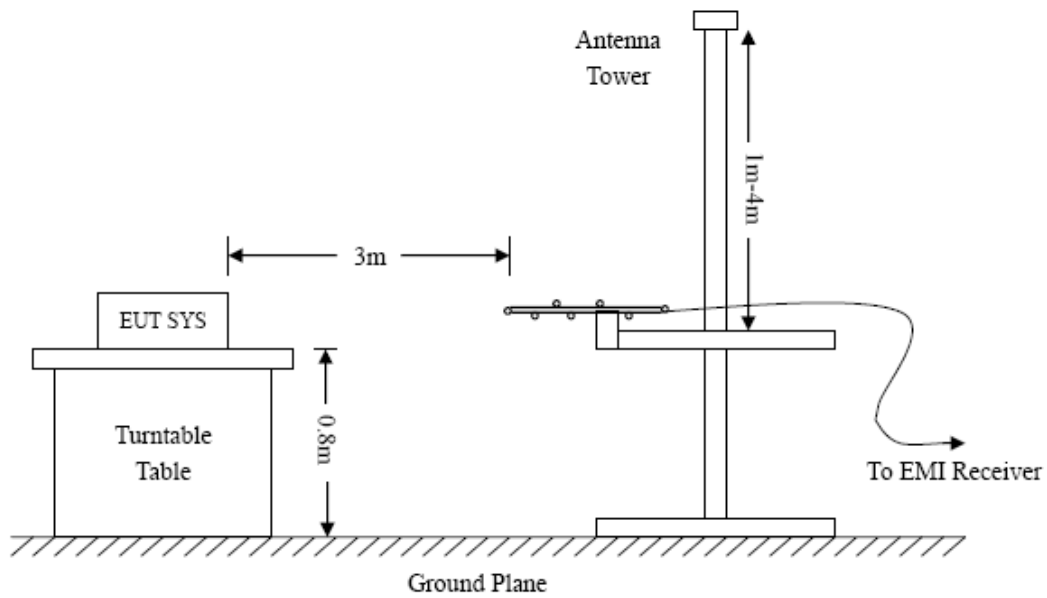 Antenna
Tower
1m-4m
3m
EUT SYS
0.8m
Turntable
Table
To EMI Receiver
Ground Plane